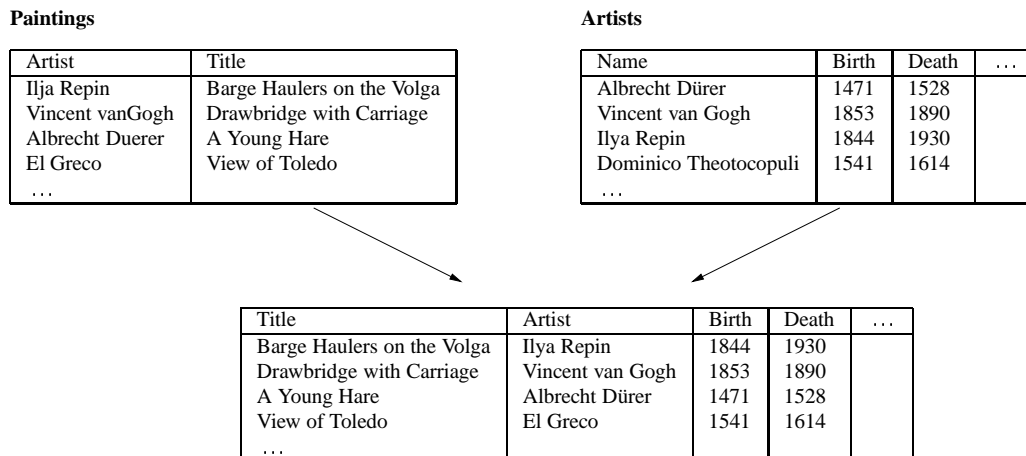 Paintings
Artist Title
Ilja Repin Barge Haulers on the Volga
Vincent vanGogh Drawbridge with Carriage
Albrecht Duerer A Young Hare
El Greco View of Toledo
...
Artists
Name Birth Death ...
Albrecht Dürer 1471 1528
Vincent van Gogh 1853 1890
Ilya Repin 1844 1930
Dominico Theotocopuli 1541 1614
...
Title Artist Birth Death ...
Barge Haulers on the Volga Ilya Repin 1844 1930
Drawbridge with Carriage Vincent van Gogh 1853 1890
A Young Hare Albrecht Dürer 1471 1528
View of Toledo El Greco 1541 1614
...